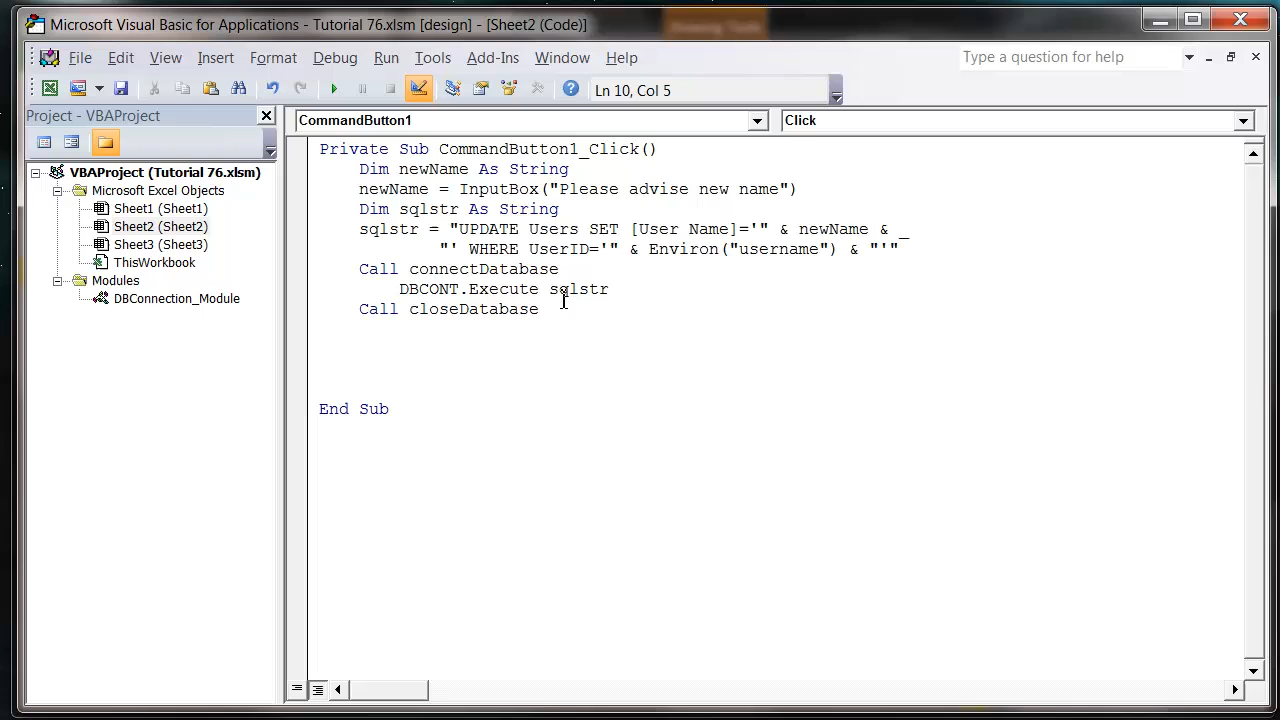 Microsoft Visual Basic for Applications - Tutorial 76.xlsm [design] - [Sheet2 (Code)]
File Edit View Insert Format Debug Run Tools Add-Ins Window Help
Type a question for help
Ln 10, Col 5
Project - VBAProject
CommandButton1
Click
VBAProject (Tutorial 76.xlsm)
Microsoft Excel Objects
Sheet1 (Sheet1)
Sheet2 (Sheet2)
Sheet3 (Sheet3)
ThisWorkbook
Modules
DBConnection_Module
Private Sub CommandButton1_Click()
Dim newName As String
newName = InputBox("Please advise new name")
Dim sqlstr As String
sqlstr = "UPDATE Users SET [User Name]='" & newName & _
"' WHERE UserID='" & Environ("username") & "'"
Call connectDatabase
DBCONT.Execute sqlstr
Call closeDatabase
End Sub